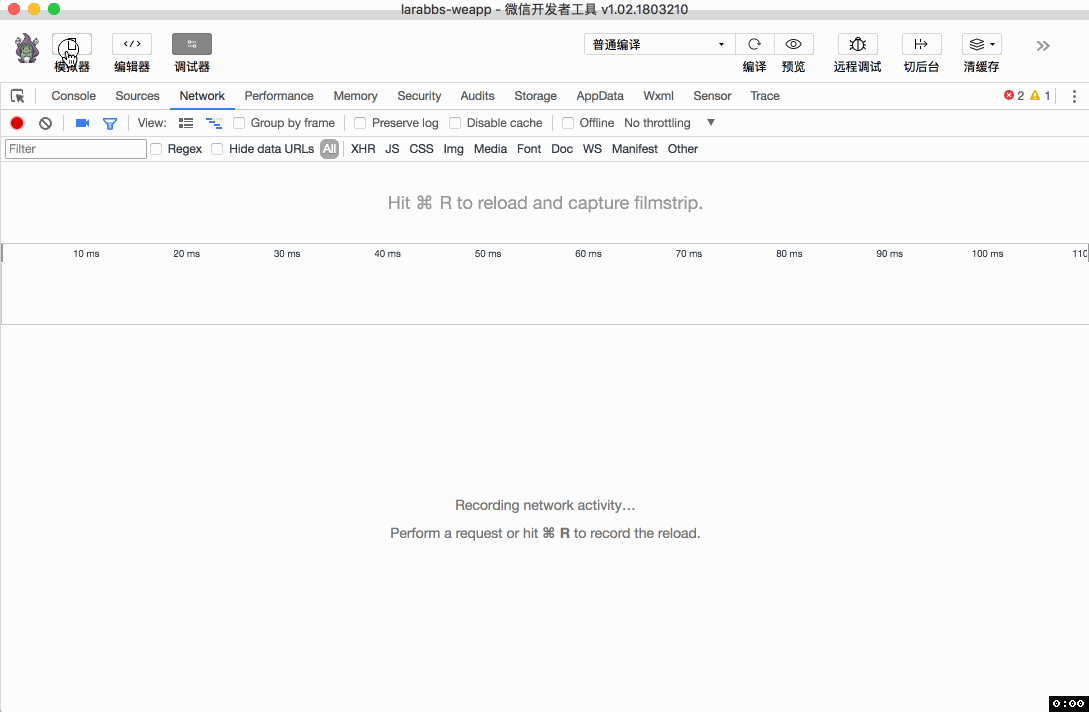 larabbs-weapp - 微信开发者工具 v1.02.1803210
普通编译
模拟器 编辑器 调试器 编译 预览 远程调试 切后台 清缓存
Console Sources Network Performance Memory Security Audits Storage AppData Wxml Sensor Trace 2 1
View: Group by frame Preserve log Disable cache Offline No throttling
Filter Regex Hide data URLs All XHR JS CSS Img Media Font Doc WS Manifest Other
Hit ⌘ R to reload and capture filmstrip.
10 ms 20 ms 30 ms 40 ms 50 ms 60 ms 70 ms 80 ms 90 ms 100 ms 110
Recording network activity…
Perform a request or hit ⌘ R to record the reload.
0:00